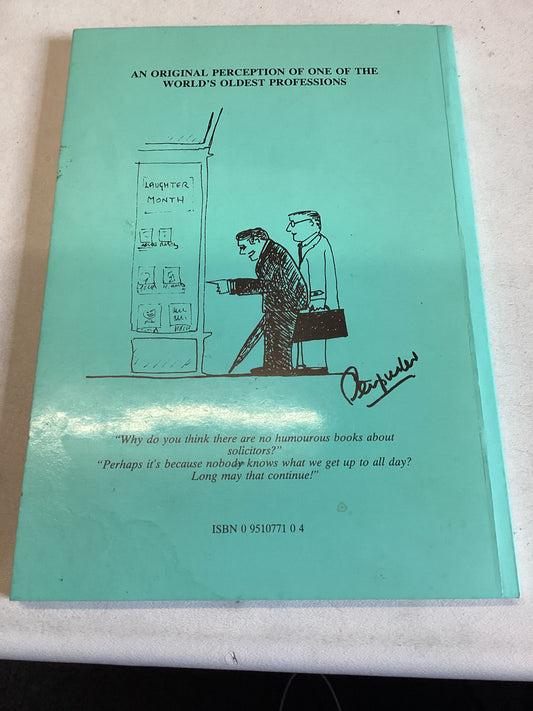 AN ORIGINAL PERCEPTION OF ONE OF THE
WORLD'S OLDEST PROFESSIONS
LAUGHTER
MONTH
"Why do you think there are no humourous books about
solicitors?"
"Perhaps it's because nobody knows what we get up to all day?
Long may that continue!"
ISBN 0 9510771 0 4